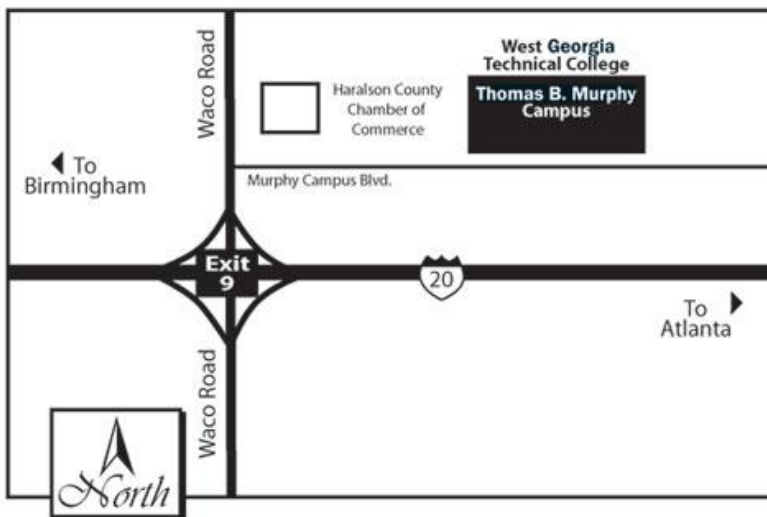 West Georgia
Technical College
Thomas B. Murphy
Campus
Haralson County
Chamber of
Commerce
Waco Road
To
Birmingham
Murphy Campus Blvd.
Exit
9
20
To
Atlanta
Waco Road
North